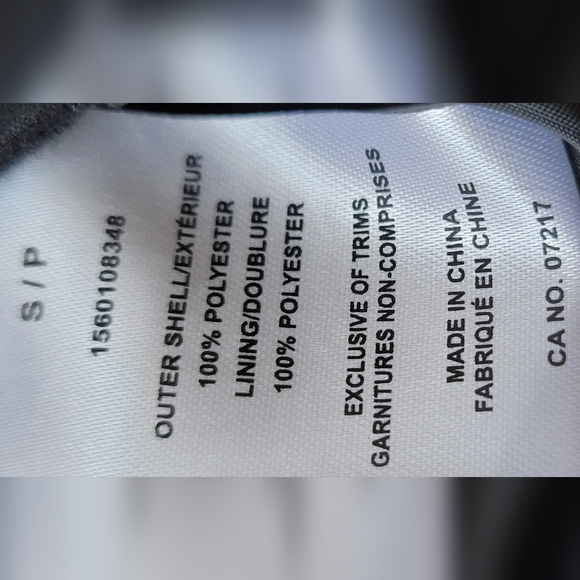 S / P
1560108348
OUTER SHELL/EXTÉRIEUR
100% POLYESTER
LINING/DOUBLURE
100% POLYESTER
EXCLUSIVE OF TRIMS
GARNITURES NON-COMPRISES
MADE IN CHINA
FABRIQUÉ EN CHINE
CA NO. 07217